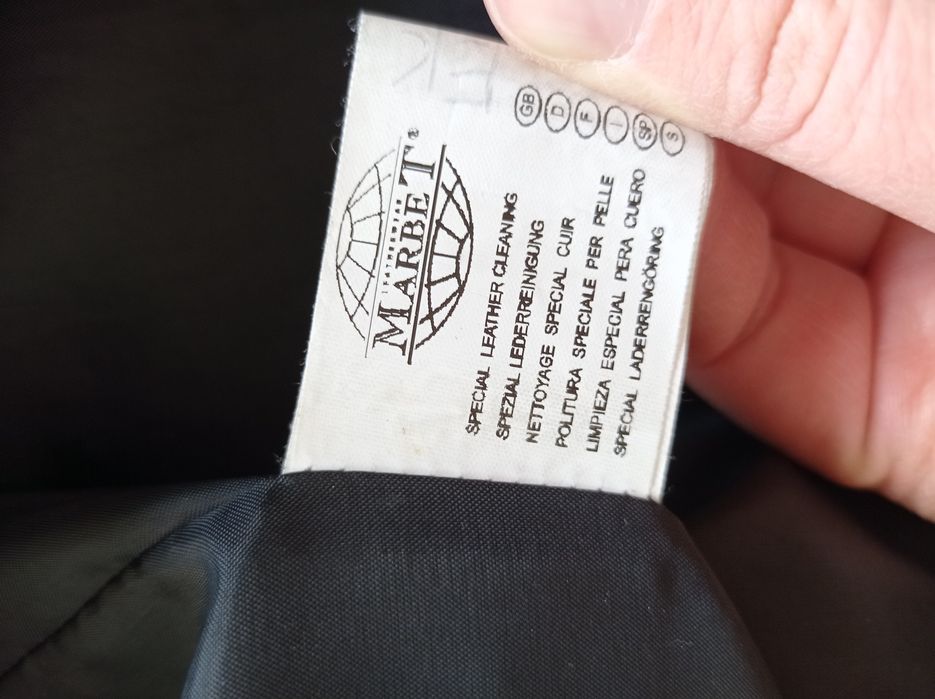 LEATHERWEAR
MARBET®
GB SPECIAL LEATHER CLEANING
D SPEZIAL LEDERREINIGUNG
F NETTOYAGE SPECIAL CUIR
I POLITURA SPECIALE PER PELLE
SP LIMPIEZA ESPECIAL PERA CUERO
S SPECIAL LADERRENGÖRING